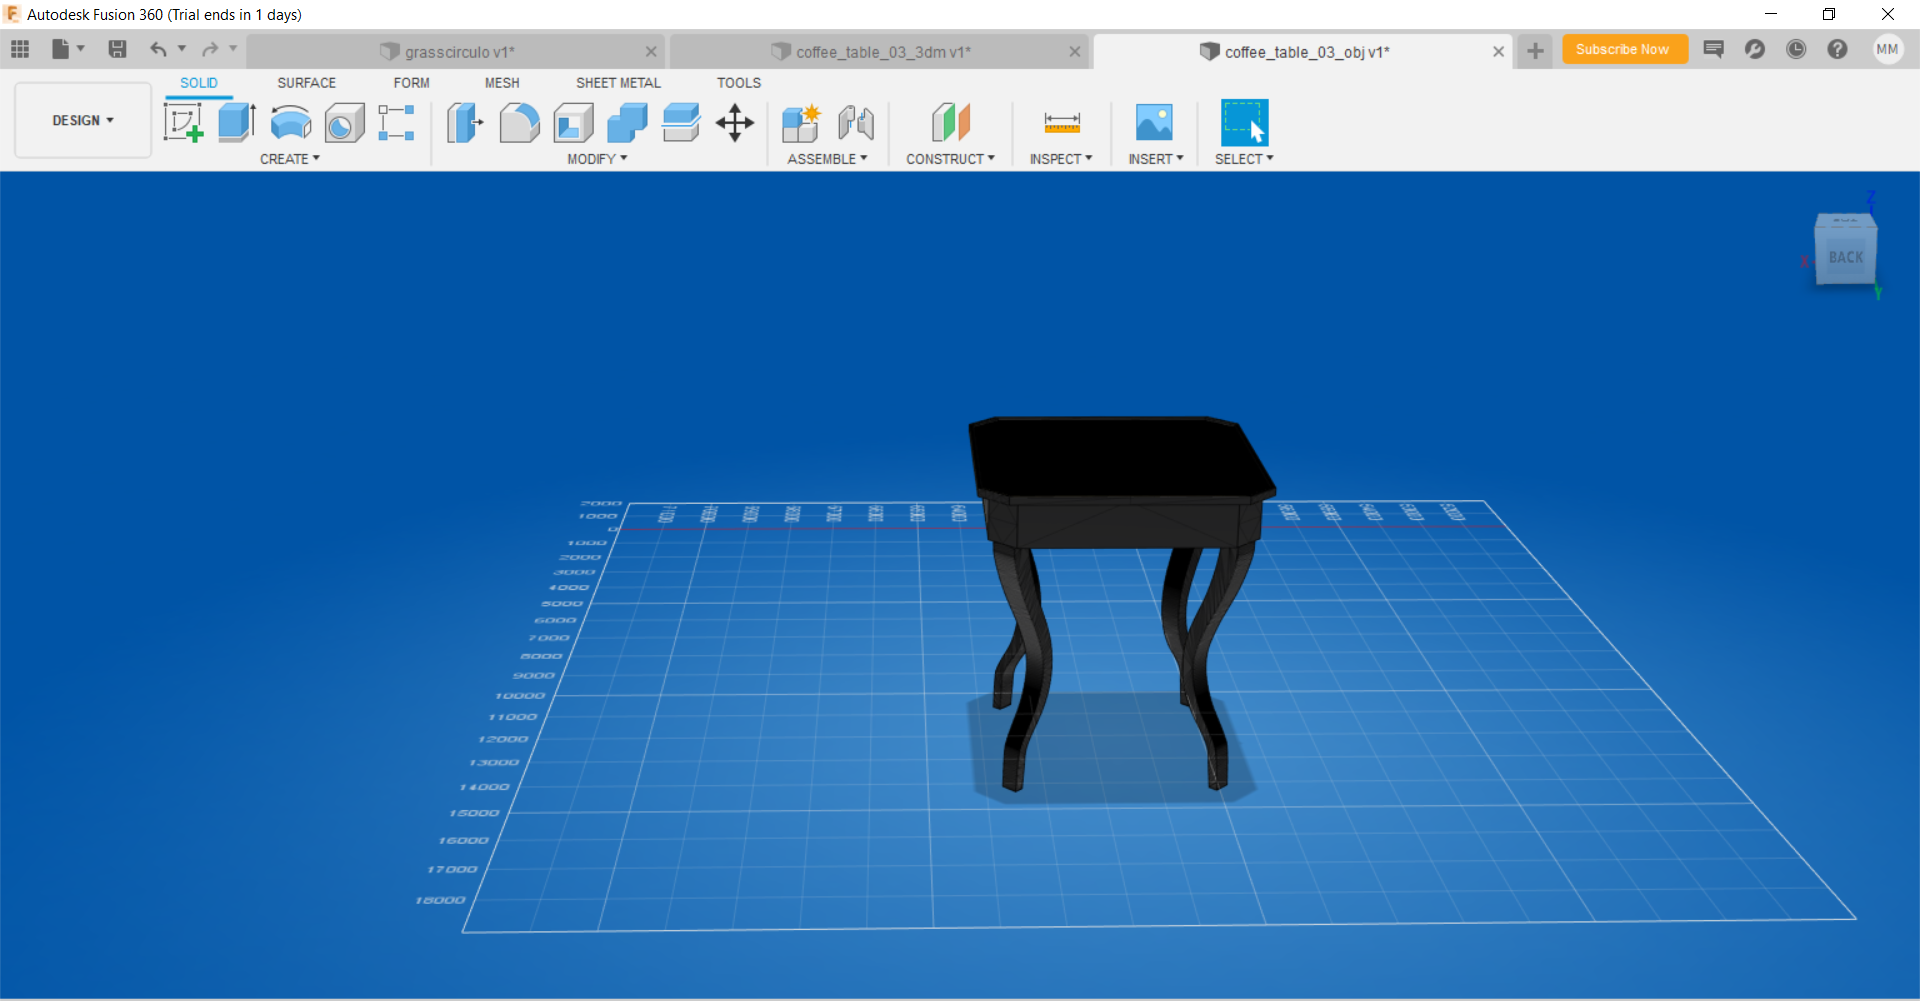 Autodesk Fusion 360 (Trial ends in 1 days)
grasscirculo v1*
coffee_table_03_3dm v1*
coffee_table_03_obj v1*
Subscribe Now
MM
SOLID SURFACE FORM MESH SHEET METAL TOOLS
DESIGN
CREATE MODIFY ASSEMBLE CONSTRUCT INSPECT INSERT SELECT
Z
BACK
X
Y
2000
1000
0
1000
2000
3000
4000
5000
6000
7000
8000
9000
10000
11000
12000
13000
14000
15000
16000
17000
18000